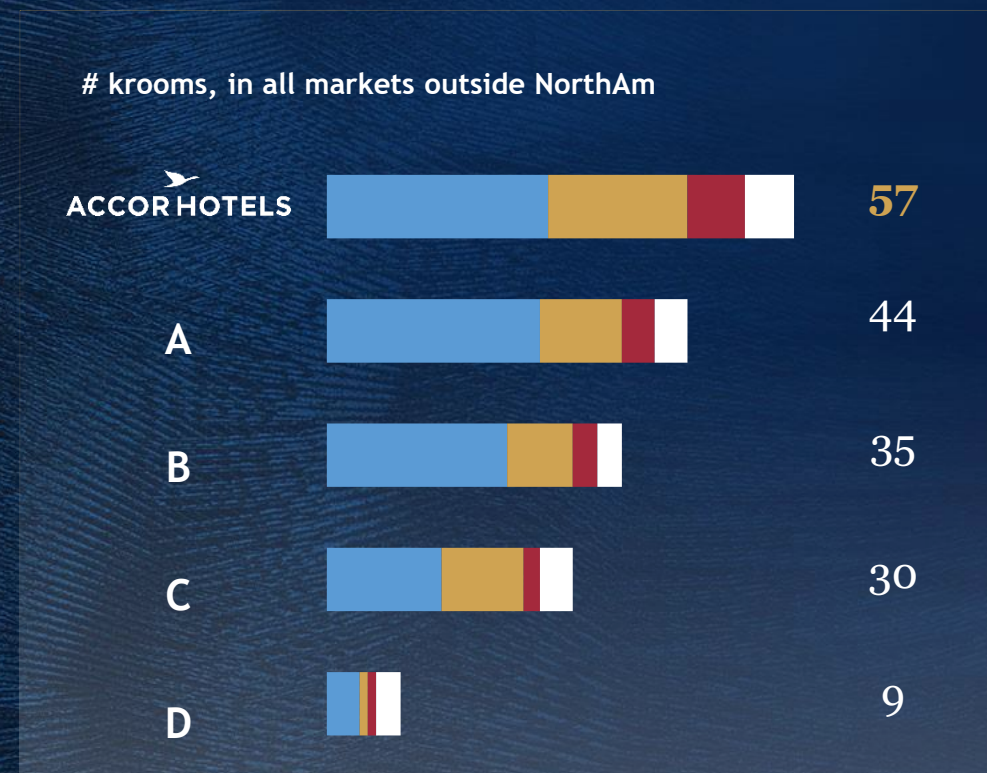 # krooms, in all markets outside NorthAm
ACCORHOTELS
57
A
44
B
35
C
30
D
9